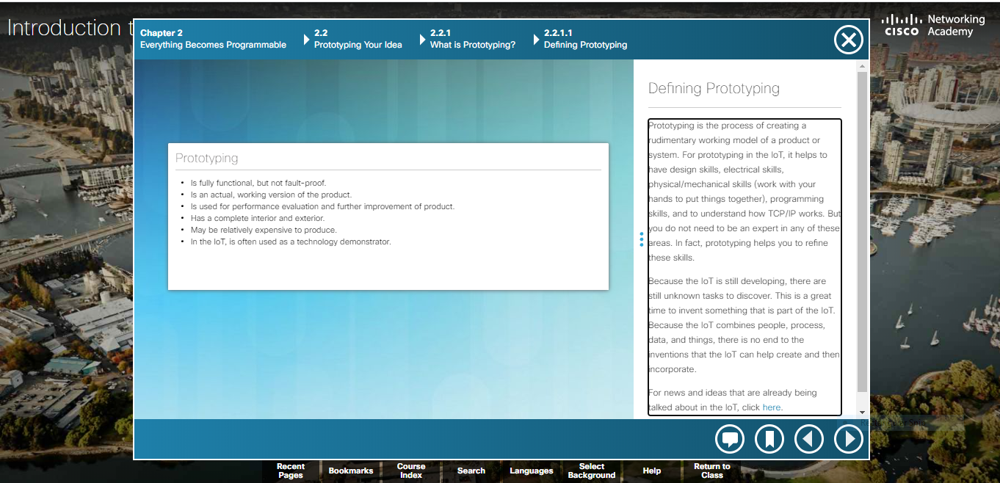 Introduction t
Chapter 2
Everything Becomes Programmable
2.2
Prototyping Your Idea
2.2.1
What is Prototyping?
2.2.1.1
Defining Prototyping
Networking
CISCO Academy
Prototyping
• Is fully functional, but not fault-proof.
• Is an actual, working version of the product.
• Is used for performance evaluation and further improvement of product.
• Has a complete interior and exterior.
• May be relatively expensive to produce.
• In the IoT, is often used as a technology demonstrator.
Defining Prototyping
Prototyping is the process of creating a
rudimentary working model of a product or
system. For prototyping in the IoT, it helps to
have design skills, electrical skills,
physical/mechanical skills (work with your
hands to put things together), programming
skills, and to understand how TCP/IP works. But
you do not need to be an expert in any of these
areas. In fact, prototyping helps you to refine
these skills.
Because the IoT is still developing, there are
still unknown tasks to discover. This is a great
time to invent something that is part of the IoT.
Because the IoT combines people, process,
data, and things, there is no end to the
inventions that the IoT can help create and then
incorporate.
For news and ideas that are already being
talked about in the IoT, click here.
Recent
Pages
Bookmarks
Course
Index
Search
Languages
Select
Background
Help
Return to
Class